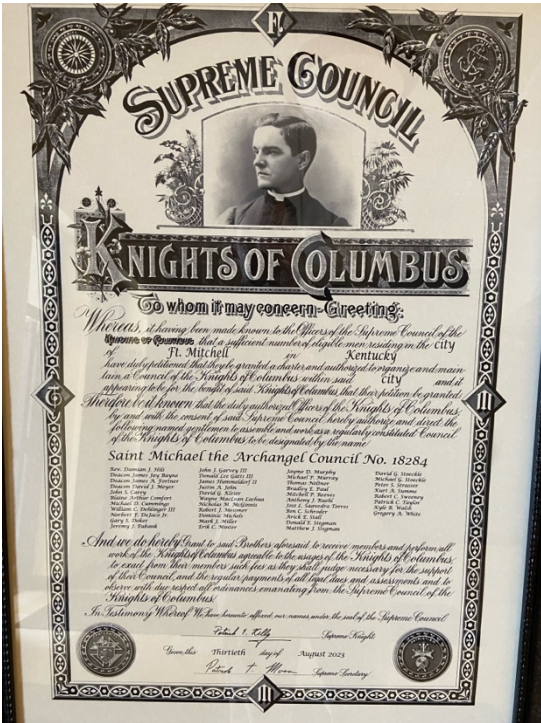 F.
SUPREME COUNCIL
KNIGHTS OF COLUMBUS
To whom it may concern - Greeting:
Whereas, it having been made known to the Officers of the Supreme Council of the
Knights of Columbus that a sufficient number of eligible men residing in the city
of Ft. Mitchell in Kentucky
have duly petitioned that they be granted a charter and authorized to organize and main-
tain a Council of the Knights of Columbus within said city and it
appearing to be for the benefit of said Knights of Columbus that their petition be granted
Therefore be it known that the duly authorized Officers of the Knights of Columbus,
by and with the consent of said Supreme Council, hereby authorize and direct the
following named gentlemen to assemble and work as a regularly constituted Council
of the Knights of Columbus to be designated by the name
Saint Michael the Archangel Council No. 18284
Rev. Damian J. Hils
Deacon James Jay Bayne
Deacon James A. Fortner
Deacon David J. Meyer
John S. Carey
Blaine Arthur Comfort
Michael D. Cummings
William C. Dehlinger III
Norbert F. DeJaco Jr.
Gary S. Doker
Jeremy J. Eubank
John J. Garvey III
Donald Lee Gatz III
James Hummeldorf II
Justin A. John
David G. Kleier
Wayne MacLean Lochua
Nicholas M. McGinnis
Robert J. Messmer
Dominic Nichols
Mark J. Miller
Eric C. Neeter
Jayne D. Murphy
Michael P. Murray
Thomas Neltner
Bradley E. Paul
Mitchell P. Reeves
Anthony J. Ruehl
Jose L. Saavedra Torres
Ben C. Schroder
Arick E. Stall
Donald E. Stegman
Matthew J. Stegman
David G. Stoeckle
Michael G. Stoeckle
Peter J. Strasser
Kurt A. Summe
Robert C. Sweeney
Patrick C. Taylor
Kyle B. Walsh
Gregory A. White
And we do hereby Grant to said Brothers aforesaid to receive members and perform all
work of the Knights of Columbus agreeable to the usages of the Knights of Columbus,
to exact from their members such fees as they shall judge necessary for the support
of their Council, and the regular payments of all legal dues and assessments and to
observe with due respect all ordinances emanating from the Supreme Council of the
Knights of Columbus.
In Testimony Whereof We have hereunto affixed our names under the seal of the Supreme Council
Patrick E. Kelly Supreme Knight
Given this Thirtieth day of August 2023
Patrick T. Mason Supreme Secretary